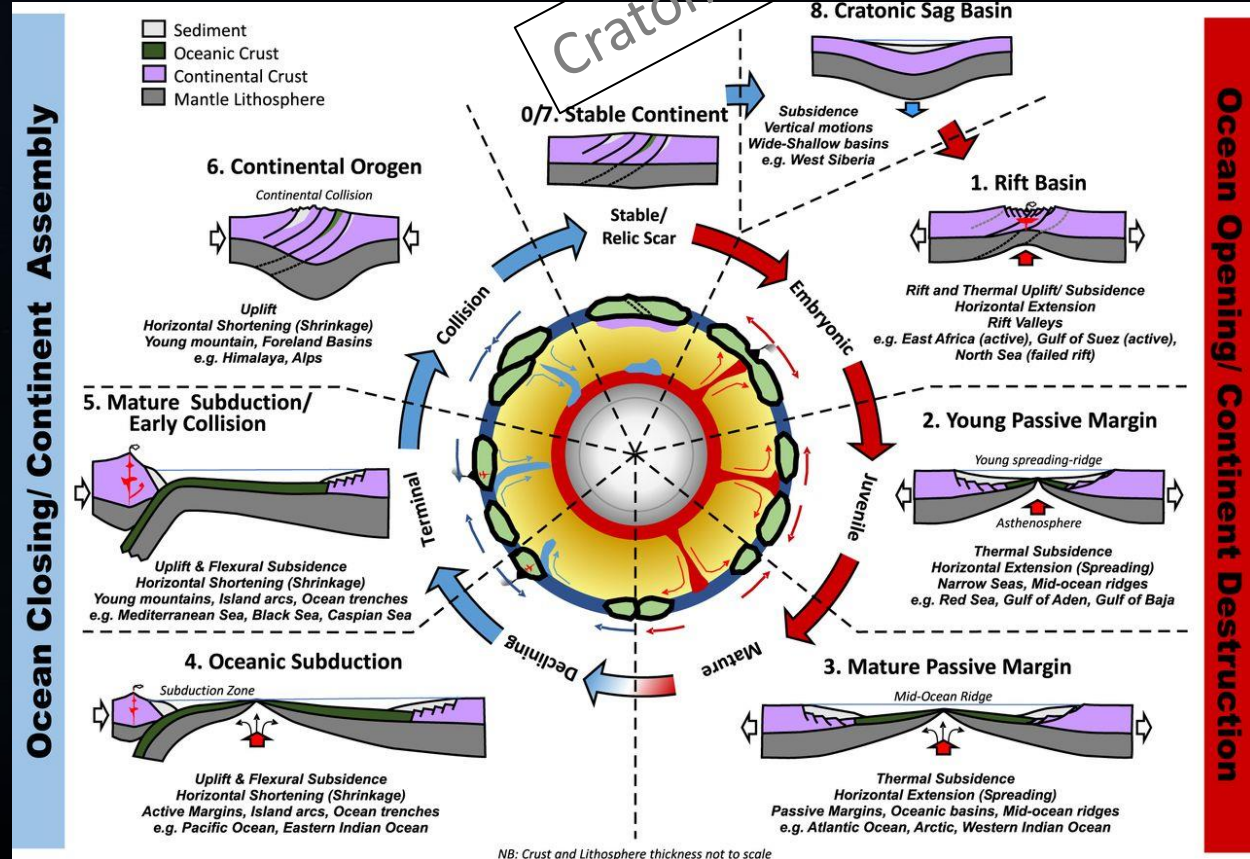 Sediment
Oceanic Crust
Continental Crust
Mantle Lithosphere
8. Cratonic Sag Basin
Subsidence
Vertical motions
Wide-Shallow basins
e.g. West Siberia
0/7. Stable Continent
Stable/
Relic Scar
6. Continental Orogen
Continental Collision
Uplift
Horizontal Shortening (Shrinkage)
Young mountain, Foreland Basins
e.g. Himalaya, Alps
1. Rift Basin
Rift and Thermal Uplift/ Subsidence
Horizontal Extension
Rift Valleys
e.g. East Africa (active), Gulf of Suez (active),
North Sea (failed rift)
Collision
Embryonic
5. Mature Subduction/
Early Collision
Uplift & Flexural Subsidence
Horizontal Shortening (Shrinkage)
Young mountains, Island arcs, Ocean trenches
e.g. Mediterranean Sea, Black Sea, Caspian Sea
Terminal
Juvenile
2. Young Passive Margin
Young spreading-ridge
Asthenosphere
Thermal Subsidence
Horizontal Extension (Spreading)
Narrow Seas, Mid-ocean ridges
e.g. Red Sea, Gulf of Aden, Gulf of Baja
Declining
Mature
4. Oceanic Subduction
Subduction Zone
Uplift & Flexural Subsidence
Horizontal Shortening (Shrinkage)
Active Margins, Island arcs, Ocean trenches
e.g. Pacific Ocean, Eastern Indian Ocean
3. Mature Passive Margin
Mid-Ocean Ridge
Thermal Subsidence
Horizontal Extension (Spreading)
Passive Margins, Oceanic basins, Mid-ocean ridges
e.g. Atlantic Ocean, Arctic, Western Indian Ocean
NB: Crust and Lithosphere thickness not to scale
Ocean Closing/ Continent Assembly
Ocean Opening/ Continent Destruction